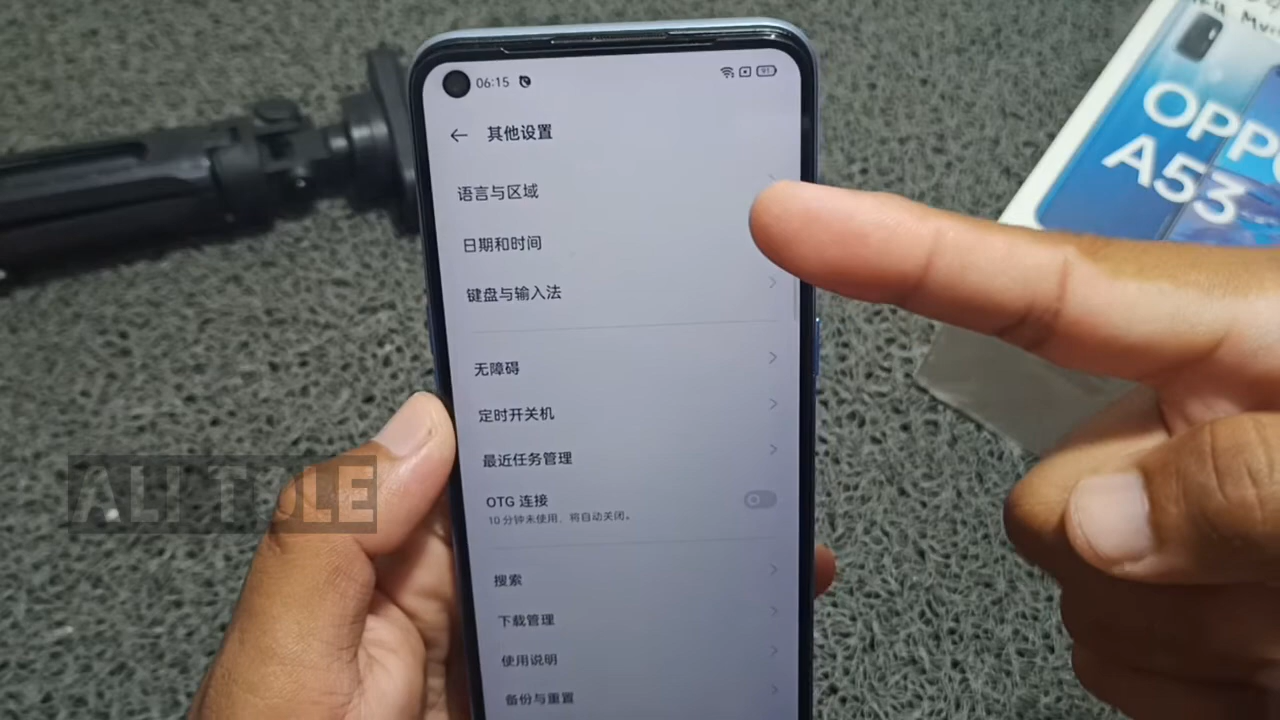 06:15
91
其他设置
语言与区域
日期和时间
键盘与输入法
无障碍
定时开关机
最近任务管理
OTG 连接
10 分钟未使用，将自动关闭。
搜索
下载管理
使用说明
备份与重置
OPPO
A53
ALI TOLE